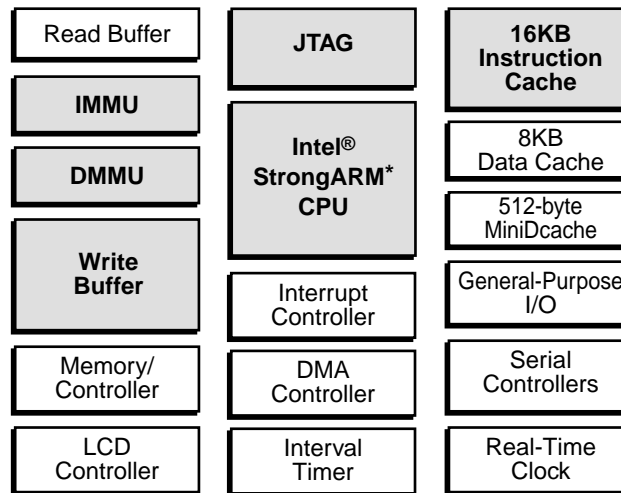 Read Buffer
IMMU
DMMU
Write
Buffer
Memory/
Controller
LCD
Controller
JTAG
Intel®
StrongARM*
CPU
Interrupt
Controller
DMA
Controller
Interval
Timer
16KB
Instruction
Cache
8KB
Data Cache
512-byte
MiniDcache
General-Purpose
I/O
Serial
Controllers
Real-Time
Clock